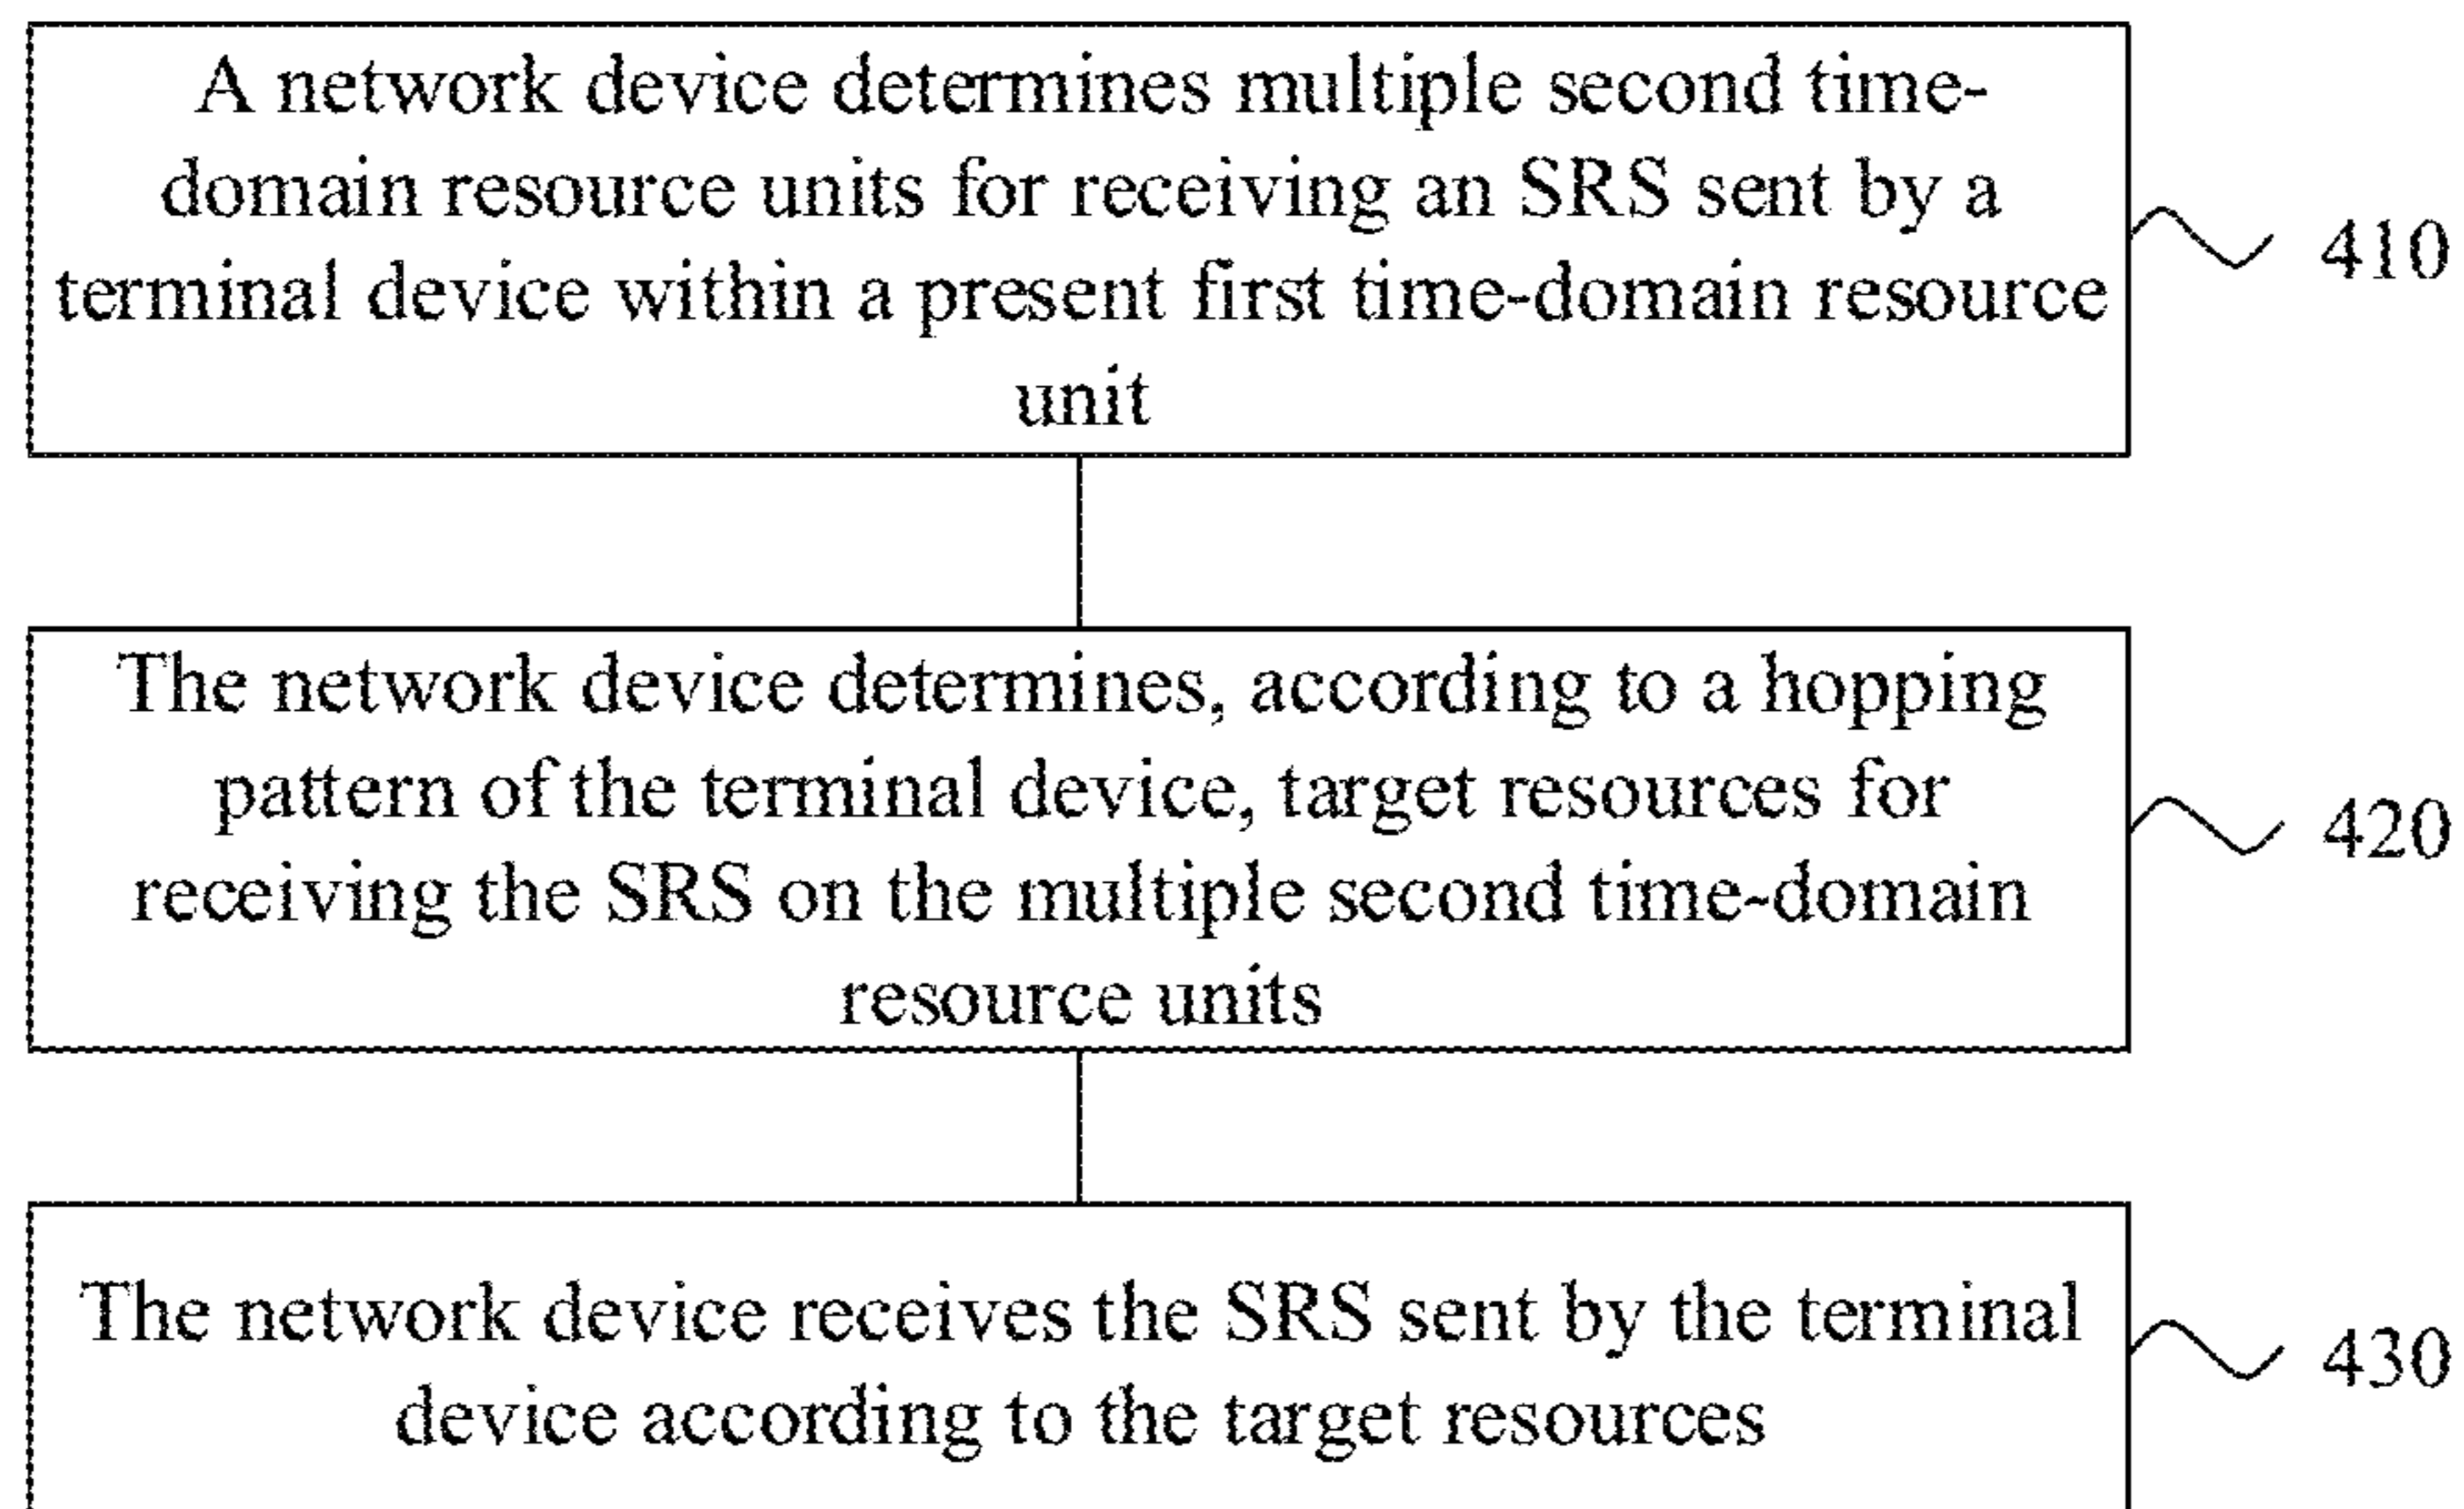 A network device determines multiple second time-
domain resource units for receiving an SRS sent by a
terminal device within a present first time-domain resource
unit
410
The network device determines, according to a hopping
pattern of the terminal device, target resources for
receiving the SRS on the multiple second time-domain
resource units
420
The network device receives the SRS sent by the terminal
device according to the target resources
430